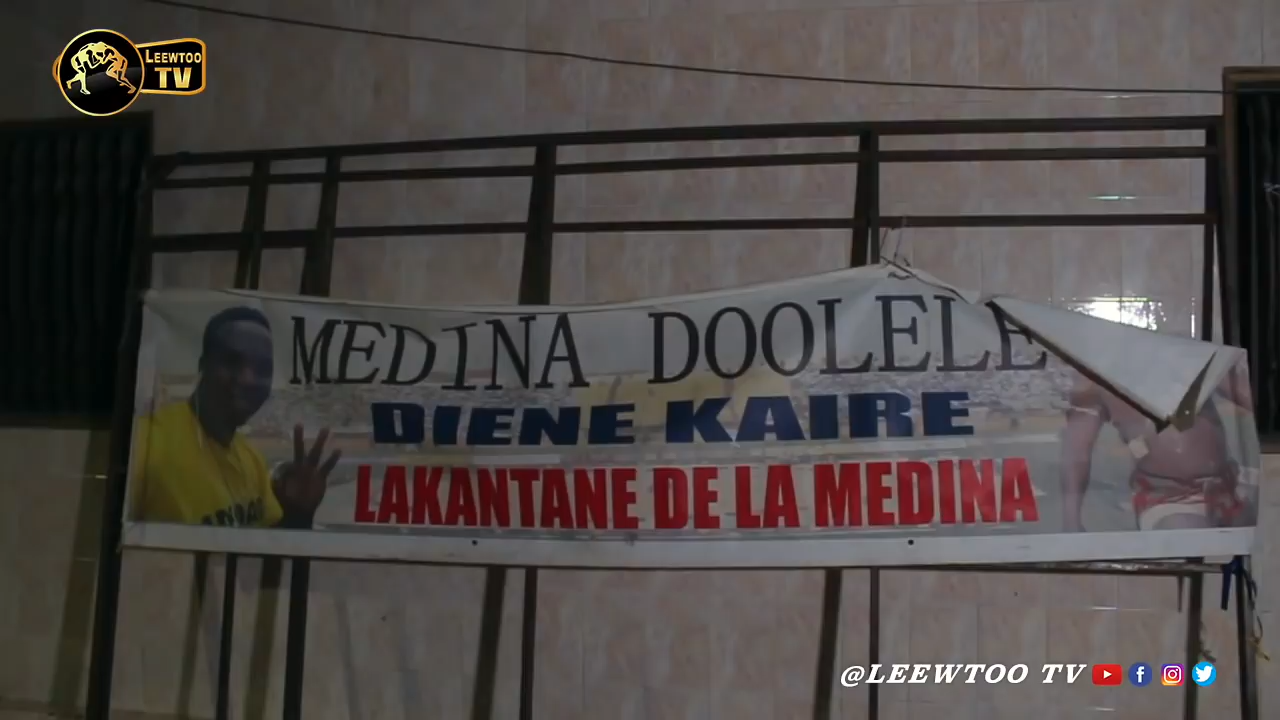 LEEWTOO
TV
MEDINA DOOLELE
DIENE KAIRE
LAKANTANE DE LA MEDINA
@LEEWTOO TV